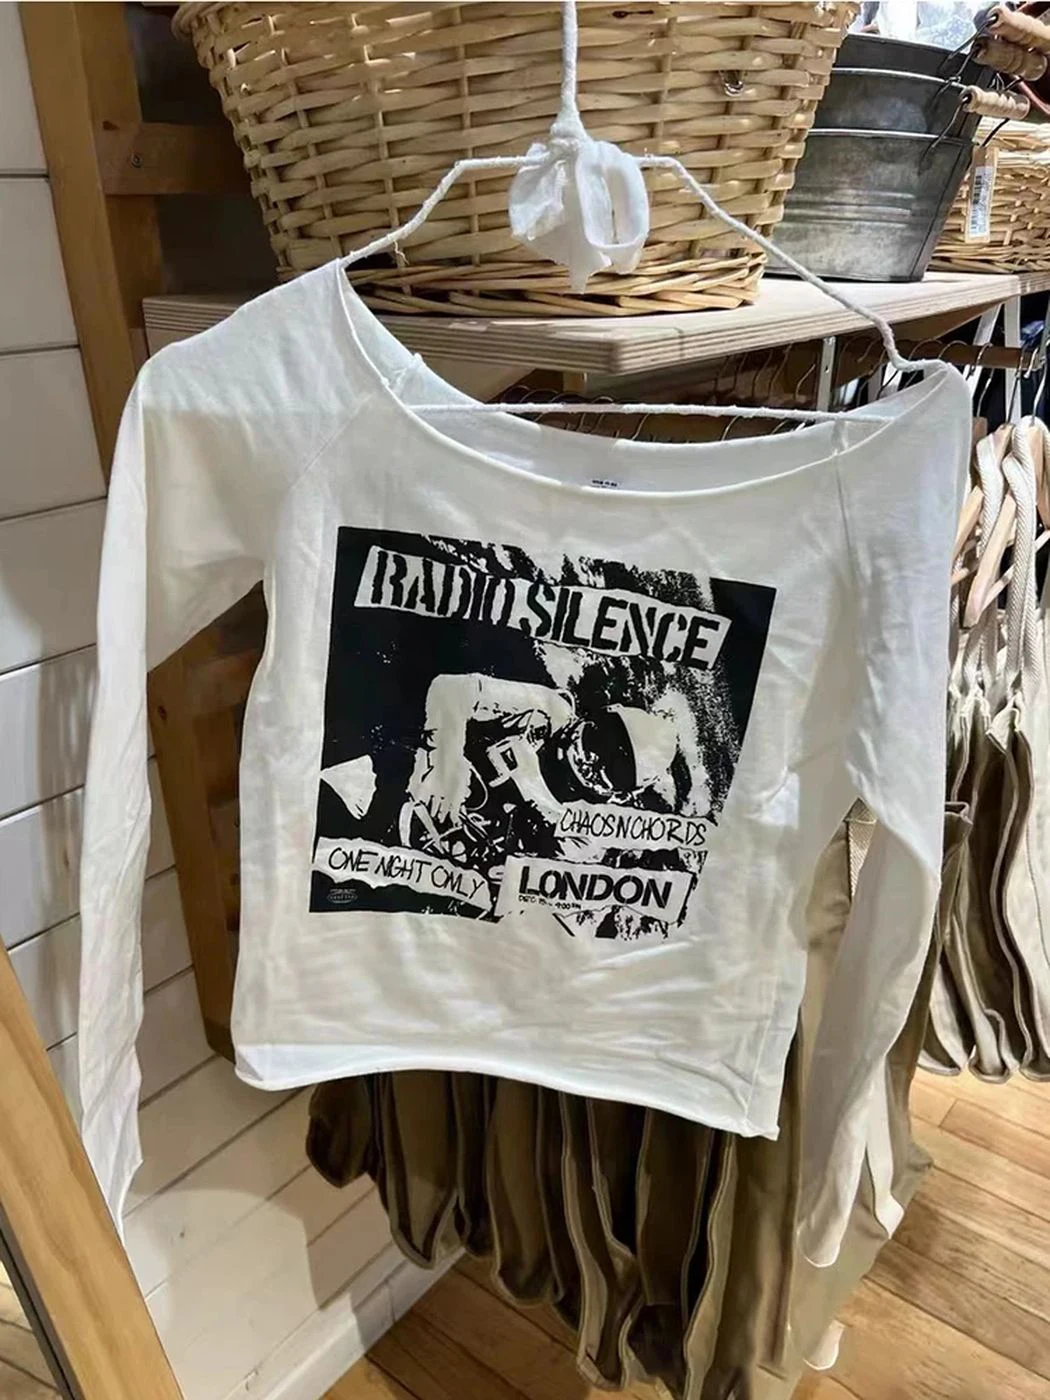 RADIO SILENCE
CHAOS N CHORDS
ONE NIGHT ONLY
LONDON